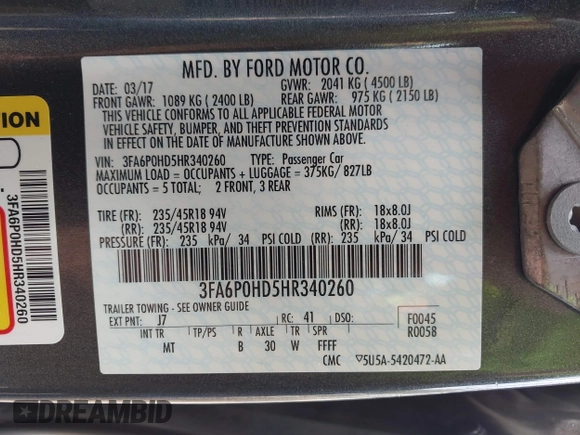 MFD. BY FORD MOTOR CO.
DATE: 03/17 GVWR: 2041 KG ( 4500 LB)
FRONT GAWR: 1089 KG ( 2400 LB) REAR GAWR: 975 KG ( 2150 LB)
THIS VEHICLE CONFORMS TO ALL APPLICABLE FEDERAL MOTOR
VEHICLE SAFETY, BUMPER, AND THEFT PREVENTION STANDARDS
IN EFFECT ON THE DATE OF MANUFACTURE SHOWN ABOVE.
VIN: 3FA6P0HD5HR340260 TYPE: Passenger Car
MAXIMUM LOAD = OCCUPANTS + LUGGAGE = 375KG/ 827LB
OCCUPANTS = 5 TOTAL; 2 FRONT, 3 REAR
TIRE (FR): 235/45R18 94V RIMS (FR): 18x8.0J
(RR): 235/45R18 94V (RR): 18x8.0J
PRESSURE (FR): 235 kPa/ 34 PSI COLD (RR): 235 kPa/ 34 PSI COLD
3FA6P0HD5HR340260
TRAILER TOWING - SEE OWNER GUIDE
EXT PNT: J7 RC: 41 DSO: F0045
INT TR TP/PS R AXLE TR SPR R0058
MT B 30 W FFFF
CMC ▽5U5A-5420472-AA
3FA6P0HD5HR340260
DREAMBID